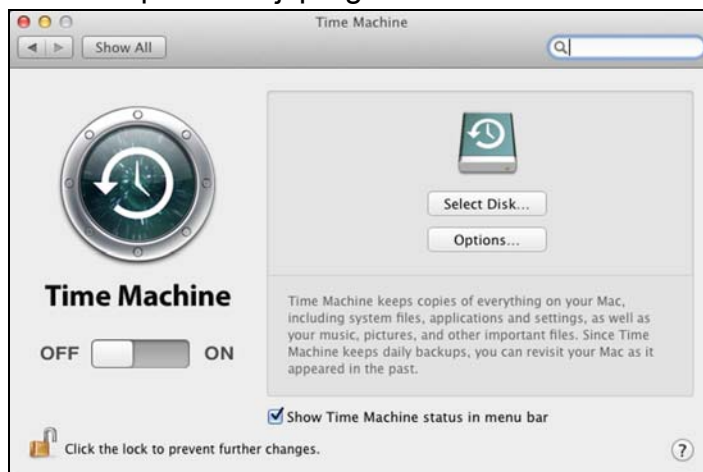 Time Machine
Show All
Select Disk...
Options...
Time Machine
OFF ON
Time Machine keeps copies of everything on your Mac,
including system files, applications and settings, as well as
your music, pictures, and other important files. Since Time
Machine keeps daily backups, you can revisit your Mac as it
appeared in the past.
Show Time Machine status in menu bar
Click the lock to prevent further changes.
?